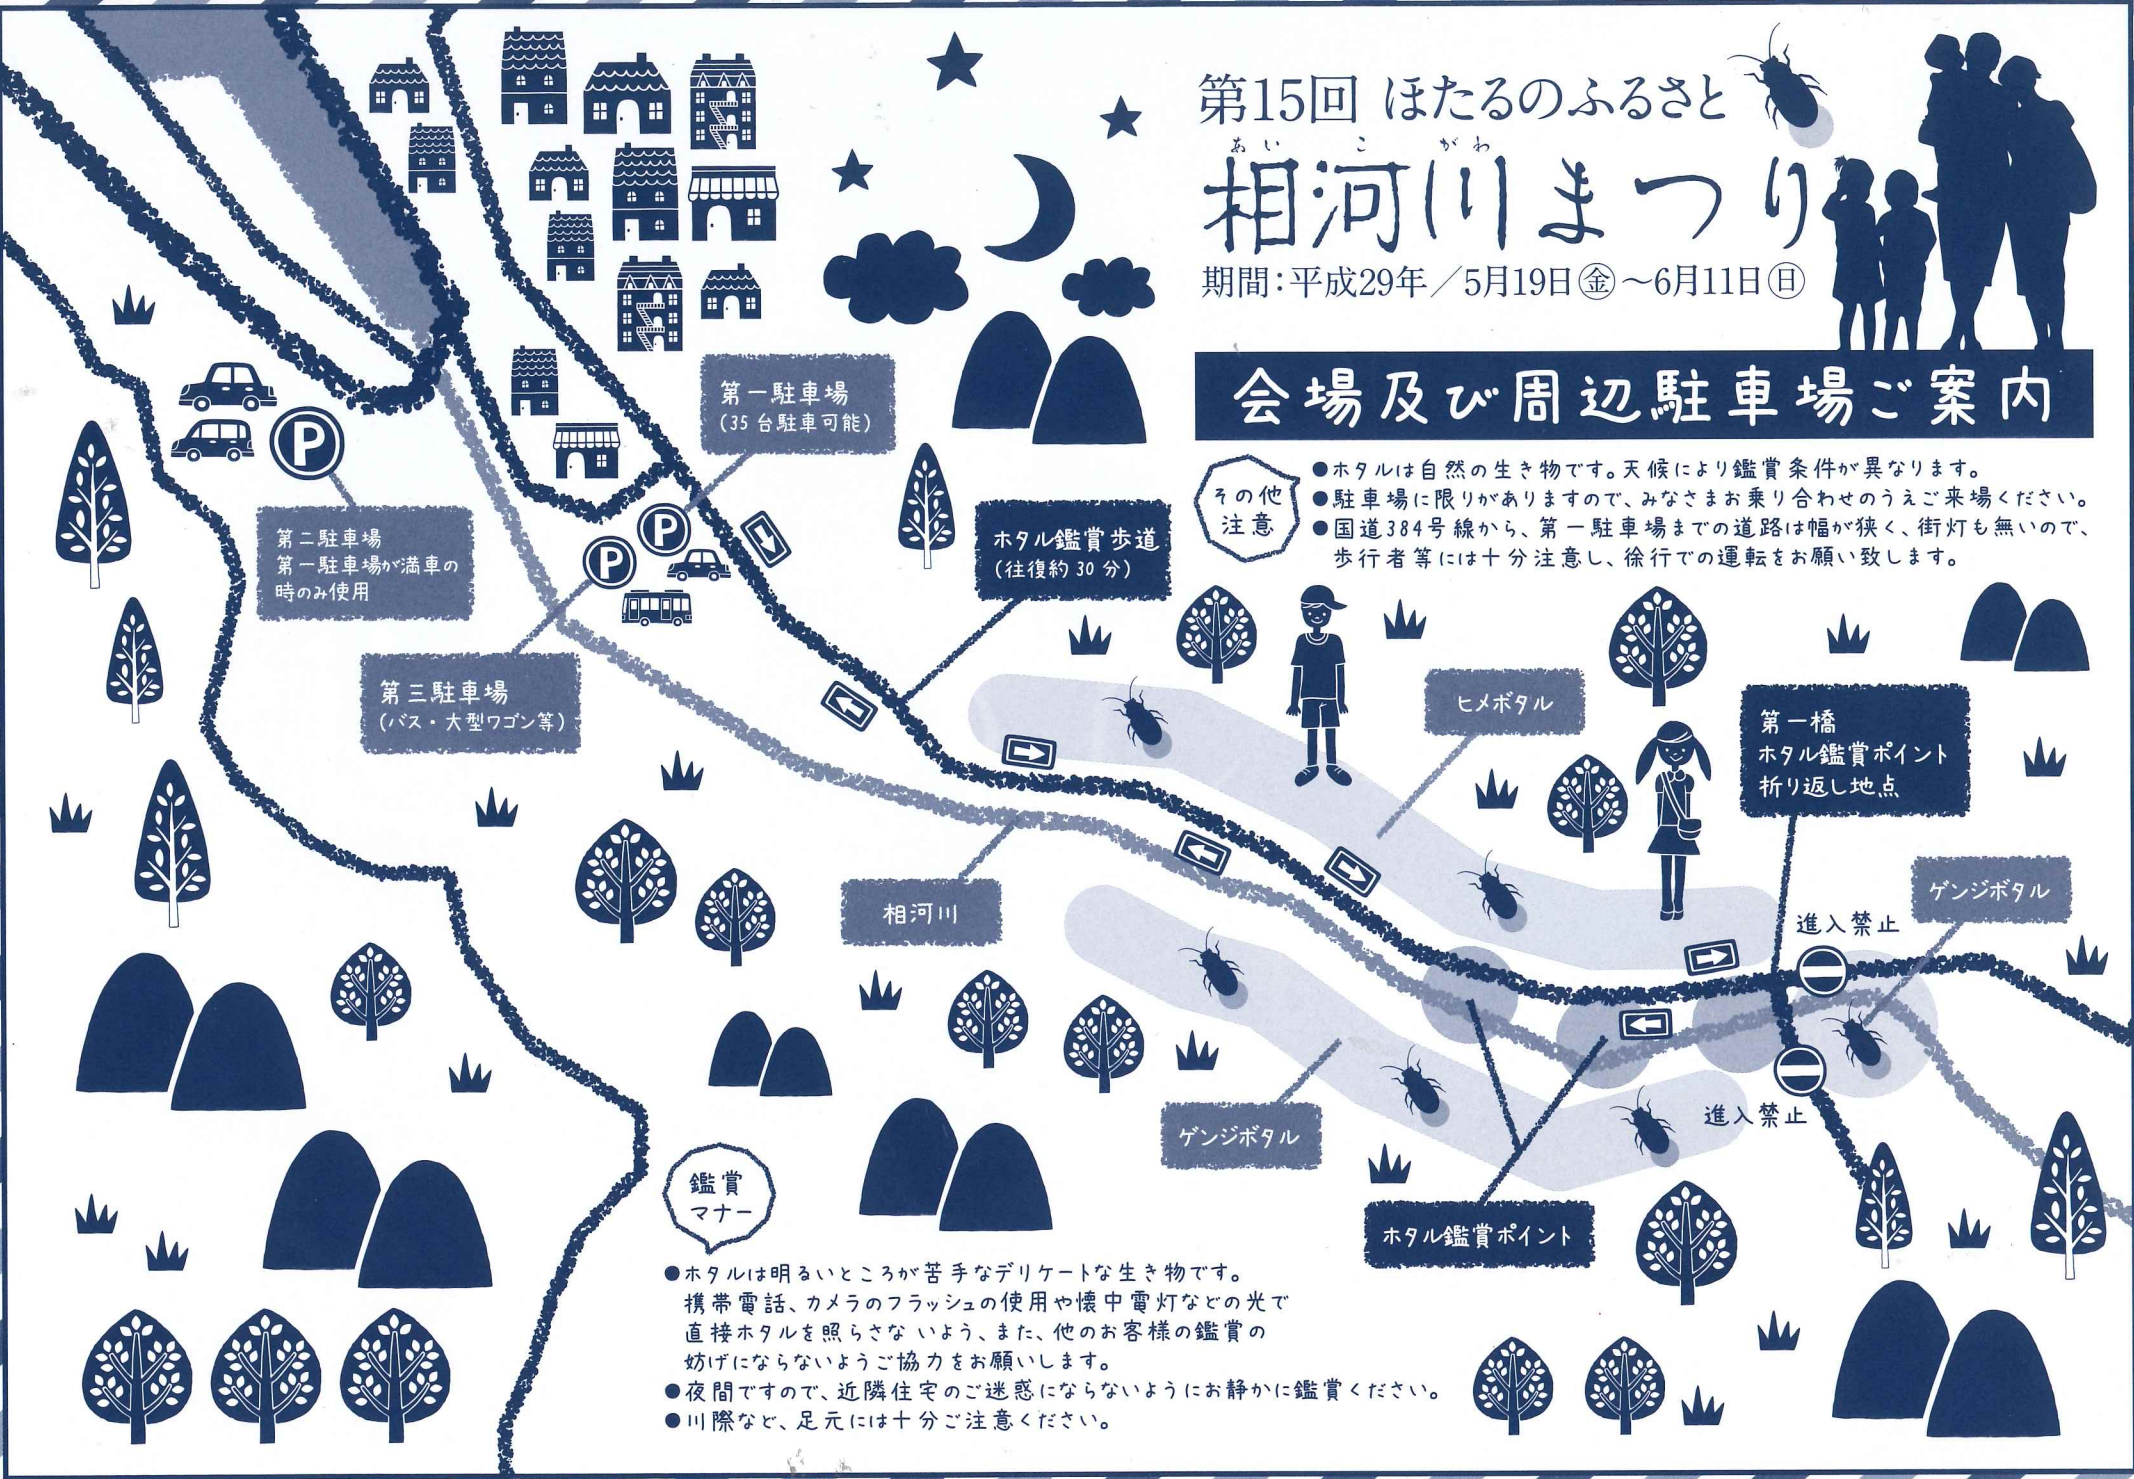 第15回 ほたるのふるさと
あいこがわ
相河川まつり
期間：平成29年／5月19日㊎～6月11日㊐
会場及び周辺駐車場ご案内
その他
注意
●ホタルは自然の生き物です。天候により鑑賞条件が異なります。
●駐車場に限りがありますので、みなさまお乗り合わせのうえご来場ください。
●国道384号線から、第一駐車場までの道路は幅が狭く、街灯も無いので、
歩行者等には十分注意し、徐行での運転をお願い致します。
第一駐車場
(35台駐車可能)
P
第二駐車場
第一駐車場が満車の
時のみ使用
P
P
第三駐車場
(バス・大型ワゴン等)
ホタル鑑賞歩道
(往復約30分)
ヒメボタル
第一橋
ホタル鑑賞ポイント
折り返し地点
相河川
ゲンジボタル
進入禁止
進入禁止
ゲンジボタル
ホタル鑑賞ポイント
鑑賞
マナー
●ホタルは明るいところが苦手なデリケートな生き物です。
携帯電話、カメラのフラッシュの使用や懐中電灯などの光で
直接ホタルを照らさないよう、また、他のお客様の鑑賞の
妨げにならないようご協力をお願いします。
●夜間ですので、近隣住宅のご迷惑にならないようにお静かに鑑賞ください。
●川際など、足元には十分ご注意ください。